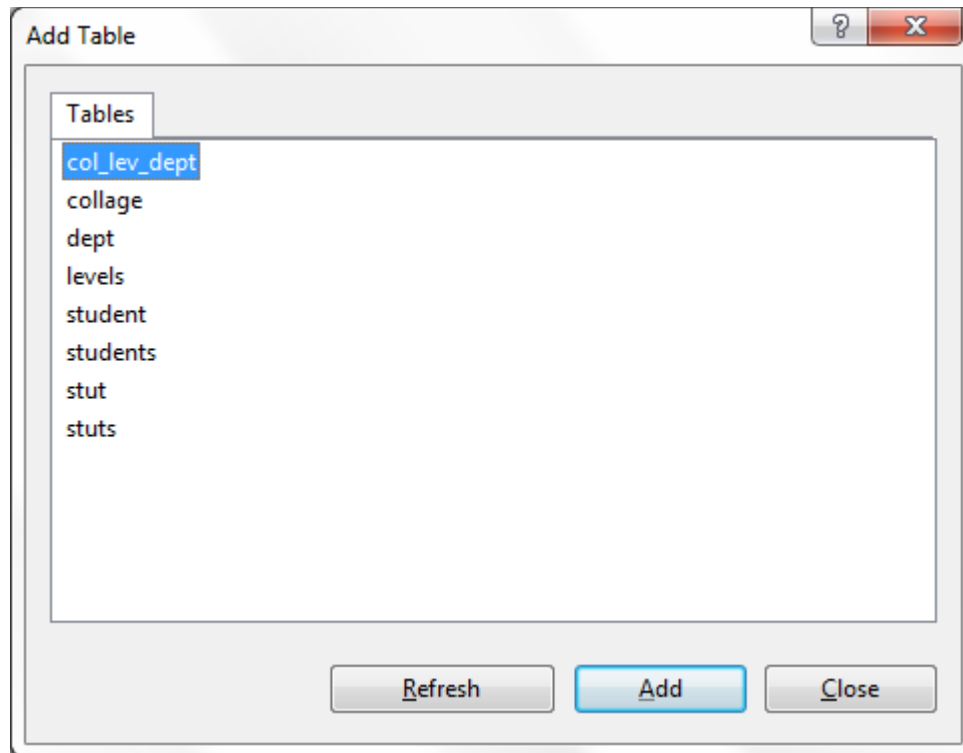 Add Table
Tables
col_lev_dept
collage
dept
levels
student
students
stut
stuts
Refresh Add Close